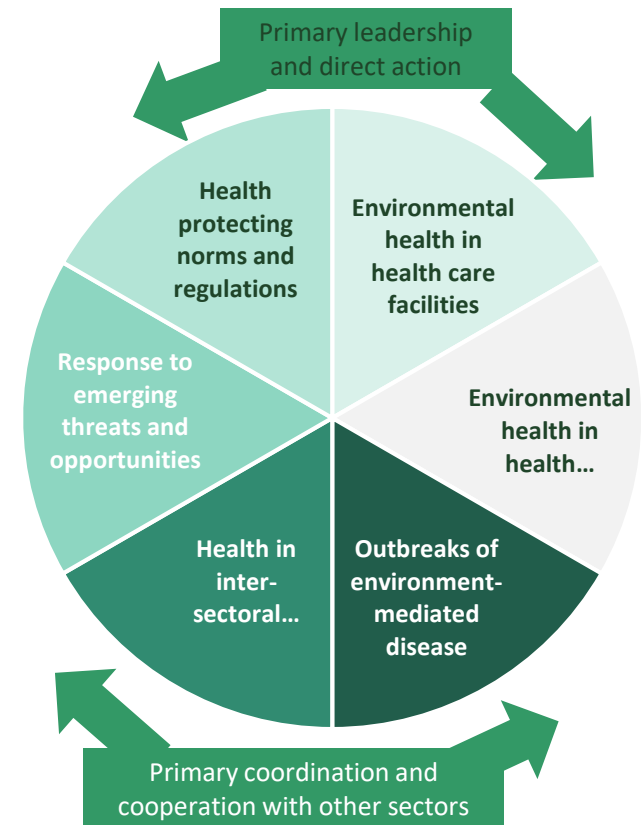 Primary leadership
and direct action
Health
protecting
norms and
regulations
Environmental
health in
health care
facilities
Response to
emerging
threats and
opportunities
Environmental
health in
health…
Health in
inter-
sectoral…
Outbreaks of
environment-
mediated
disease
Primary coordination and
cooperation with other sectors